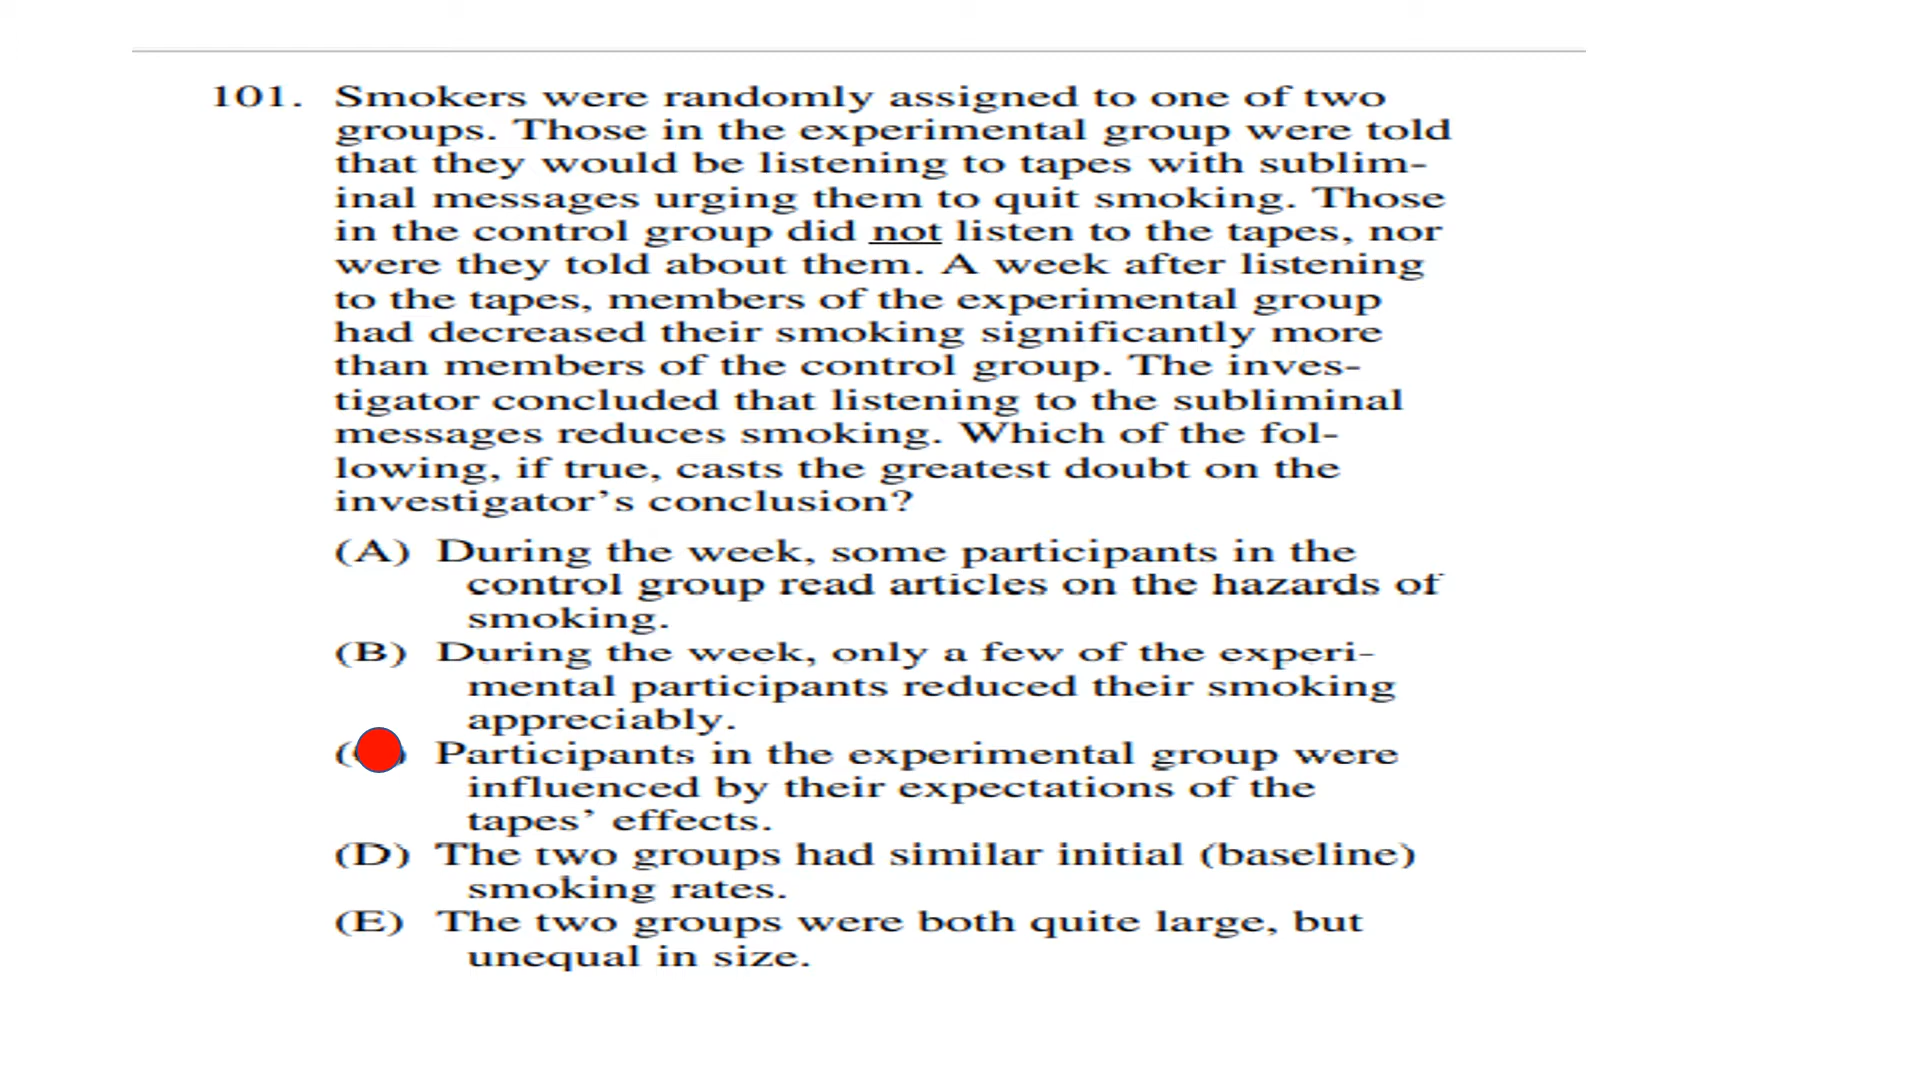 101. Smokers were randomly assigned to one of two
groups. Those in the experimental group were told
that they would be listening to tapes with sublim-
inal messages urging them to quit smoking. Those
in the control group did not listen to the tapes, nor
were they told about them. A week after listening
to the tapes, members of the experimental group
had decreased their smoking significantly more
than members of the control group. The inves-
tigator concluded that listening to the subliminal
messages reduces smoking. Which of the fol-
lowing, if true, casts the greatest doubt on the
investigator's conclusion?
(A) During the week, some participants in the
control group read articles on the hazards of
smoking.
(B) During the week, only a few of the experi-
mental participants reduced their smoking
appreciably.
Participants in the experimental group were
influenced by their expectations of the
tapes' effects.
(D) The two groups had similar initial (baseline)
smoking rates.
(E) The two groups were both quite large, but
unequal in size.